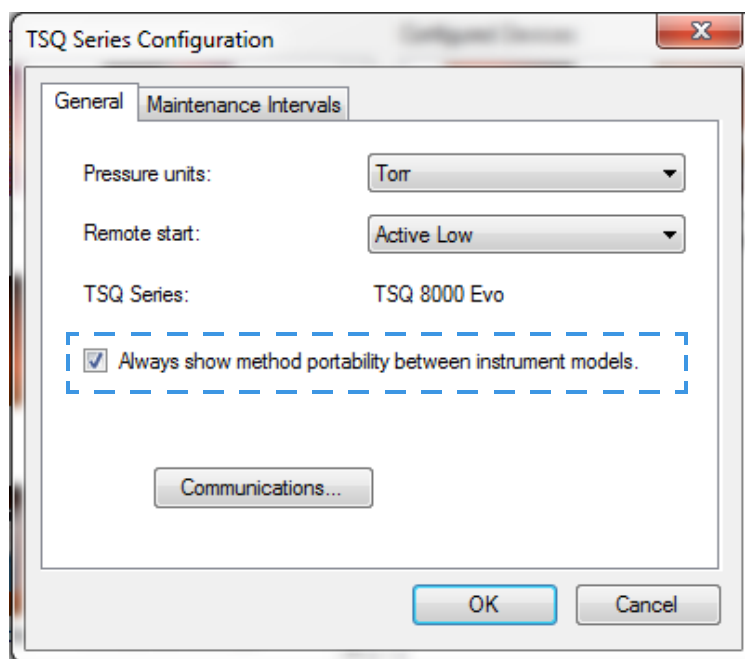 TSQ Series Configuration
General
Maintenance Intervals
Pressure units:
Torr
Remote start:
Active Low
TSQ Series:
TSQ 8000 Evo
Always show method portability between instrument models.
Communications...
OK
Cancel